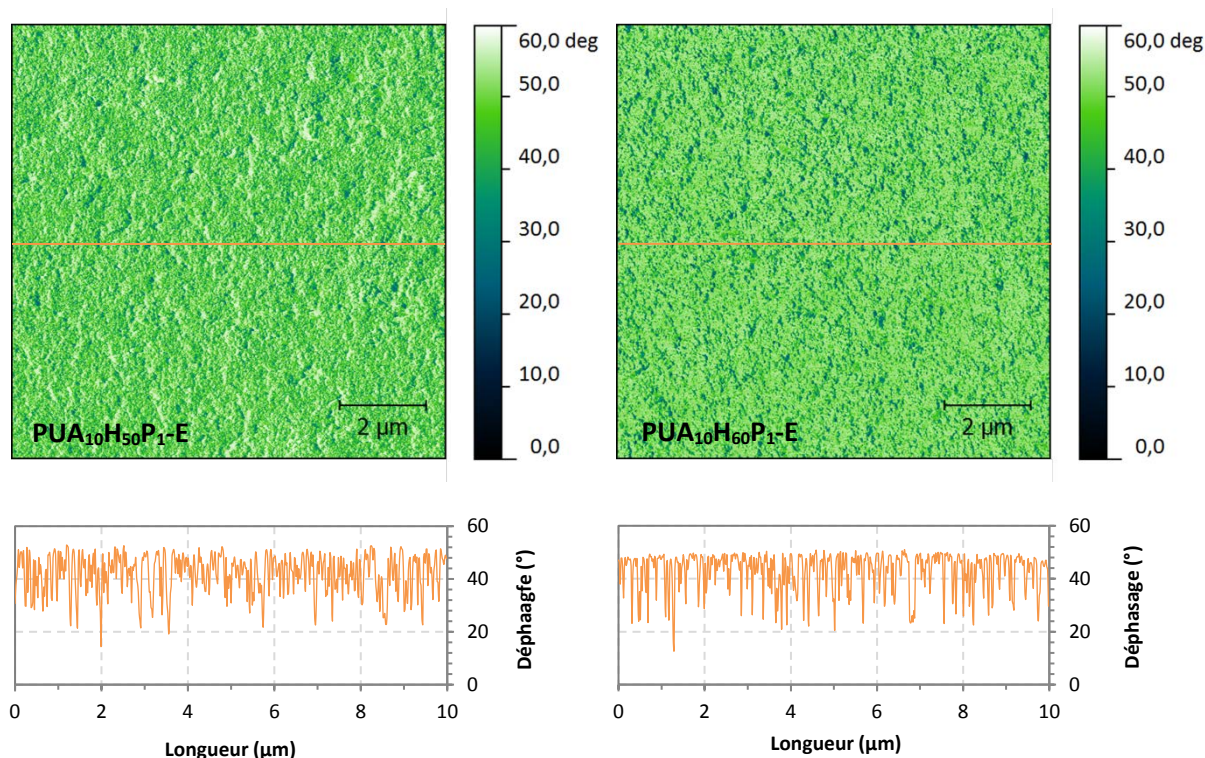 60,0 deg
50,0
40,0
30,0
20,0
10,0
0,0
2 µm
PUA₁₀H₅₀P₁-E
60,0 deg
50,0
40,0
30,0
20,0
10,0
0,0
2 µm
PUA₁₀H₆₀P₁-E
60
40
20
0
Déphaagfe (°)
0 2 4 6 8 10
Longueur (µm)
60
40
20
0
Déphasage (°)
0 2 4 6 8 10
Longueur (µm)